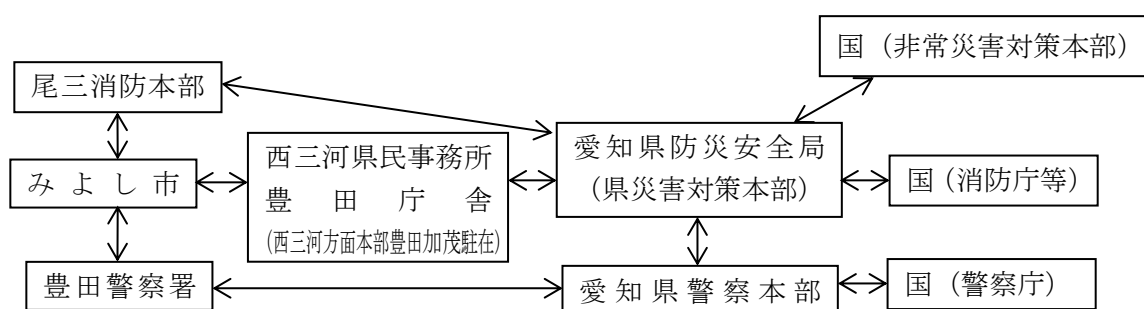 国（非常災害対策本部）
尾三消防本部
西三河県民事務所
豊田庁舎
(西三河方面本部豊田加茂駐在)
愛知県防災安全局
（県災害対策本部）
みよし市
国（消防庁等）
豊田警察署
愛知県警察本部
国（警察庁）